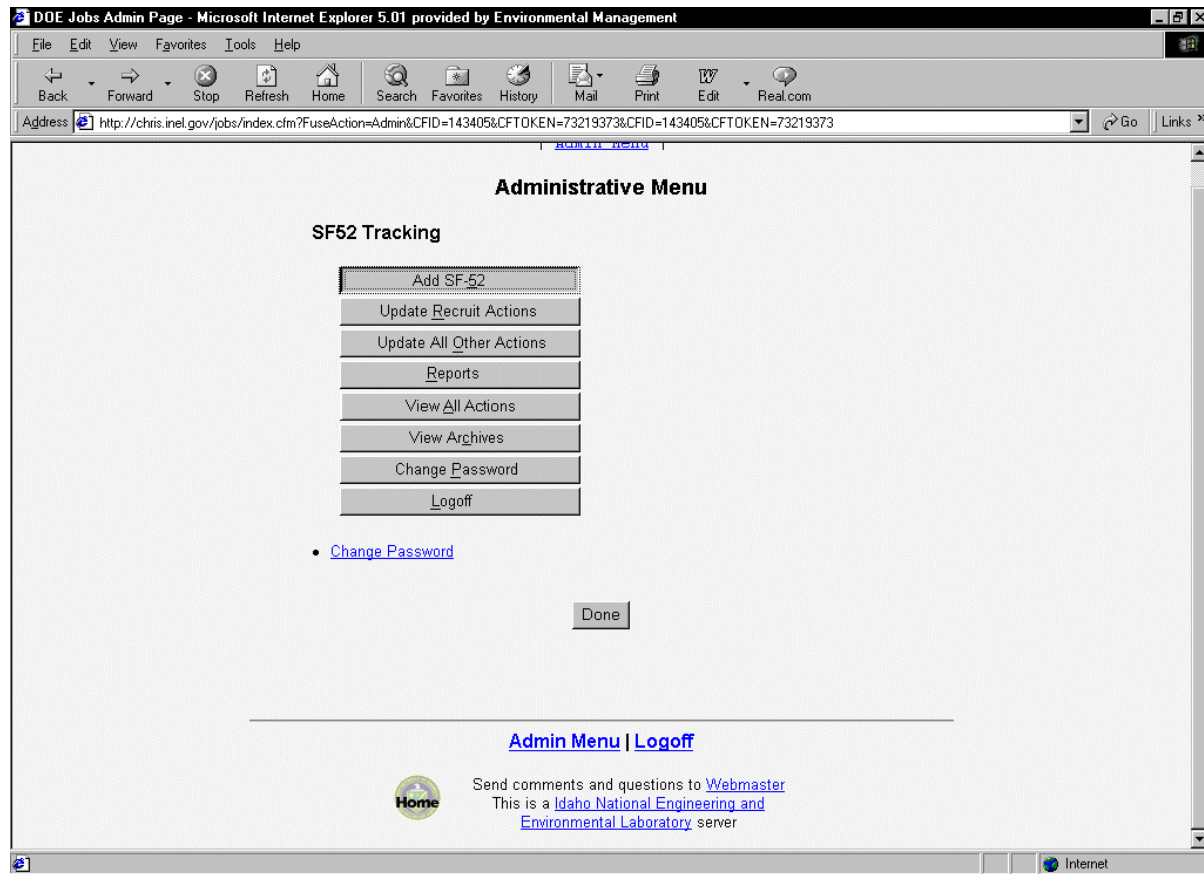 DOE Jobs Admin Page - Microsoft Internet Explorer 5.01 provided by Environmental Management
File Edit View Favorites Tools Help
Back Forward Stop Refresh Home Search Favorites History Mail Print Edit Real.com
Address http://chris.inel.gov/jobs/index.cfm?FuseAction=Admin&CFID=143405&CFTOKEN=73219373&CFID=143405&CFTOKEN=73219373 Go Links »
| Admin Menu |
Administrative Menu
SF52 Tracking
Add SF-52
Update Recruit Actions
Update All Other Actions
Reports
View All Actions
View Archives
Change Password
Logoff
• Change Password
Done
Admin Menu | Logoff
Home
Send comments and questions to Webmaster
This is a Idaho National Engineering and
Environmental Laboratory server
Internet